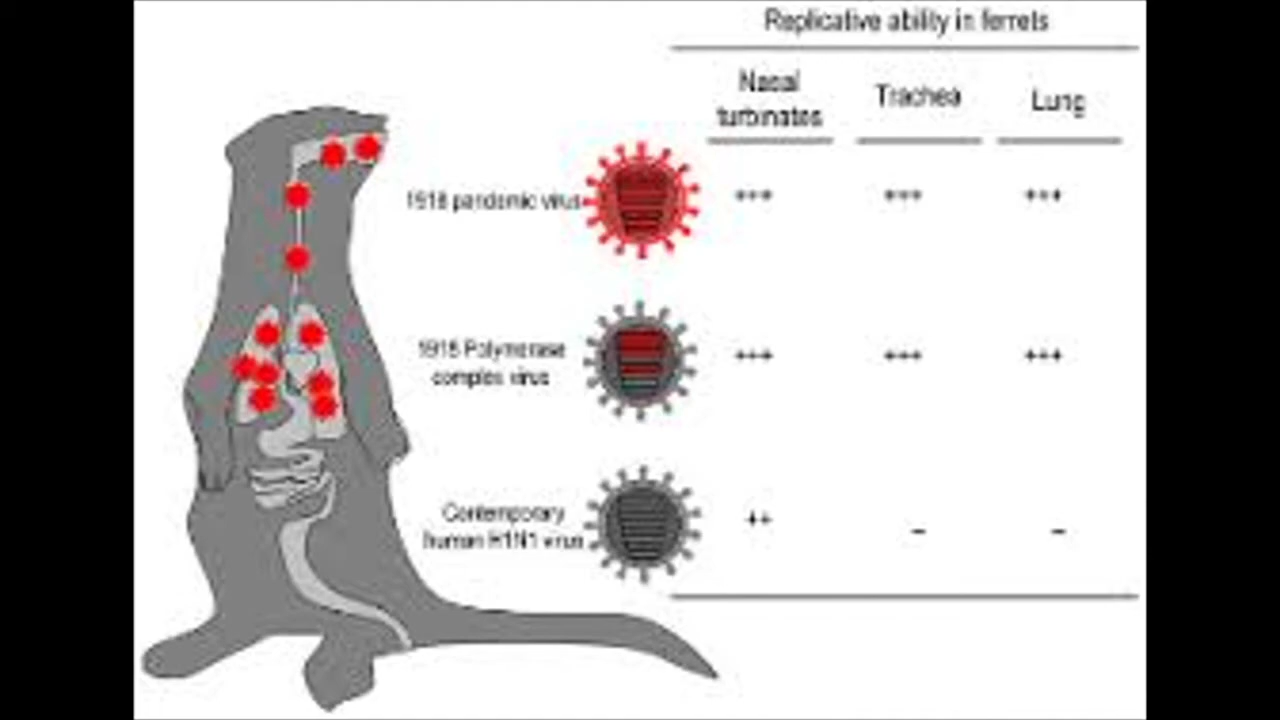 Replicative ability in ferrets
Nasal turbinates
Trachea
Lung
1918 pandemic virus
+++
+++
+++
1918 Polymerase
complex virus
+++
+++
+++
Contemporary
human H1N1 virus
++
–
–